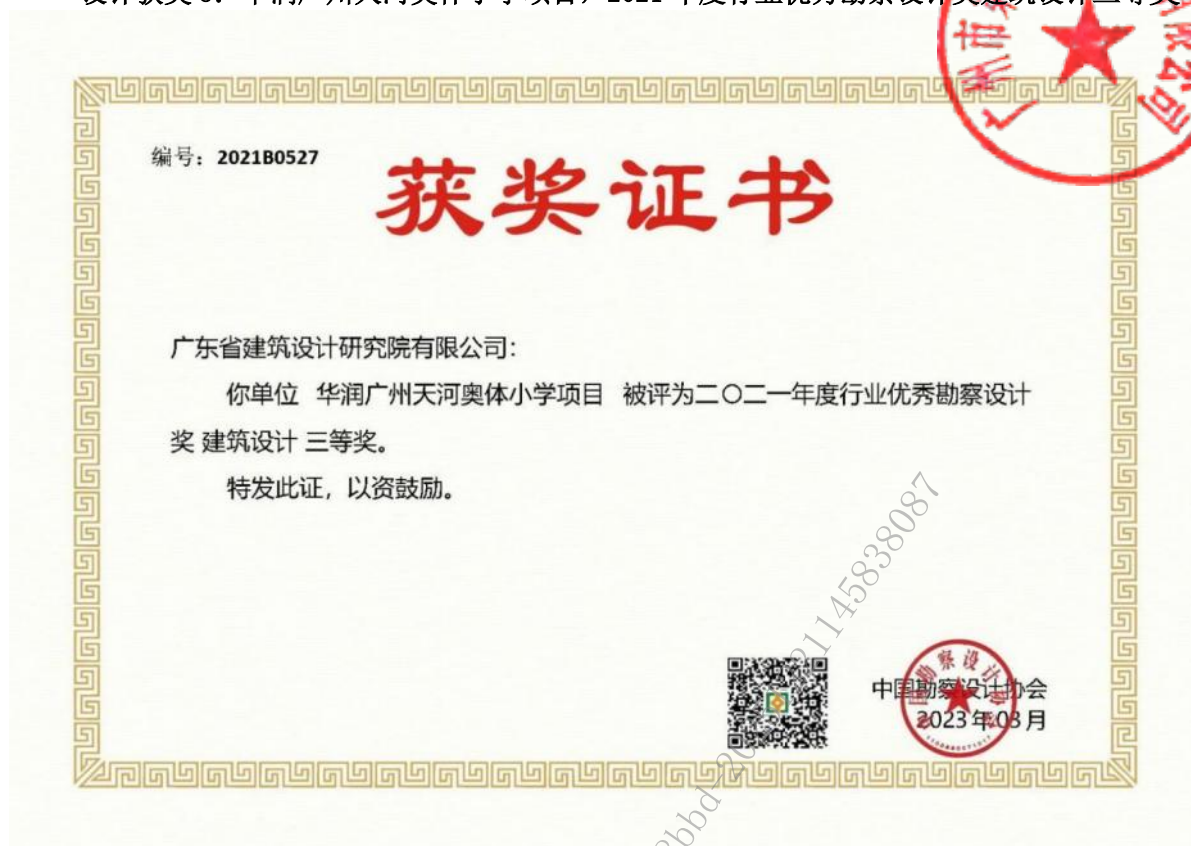 编号：2021B0527
获奖证书
广东省建筑设计研究院有限公司：
你单位 华润广州天河奥体小学项目 被评为二〇二一年度行业优秀勘察设计
奖 建筑设计 三等奖。
特发此证，以资鼓励。
中国勘察设计协会
2023年03月